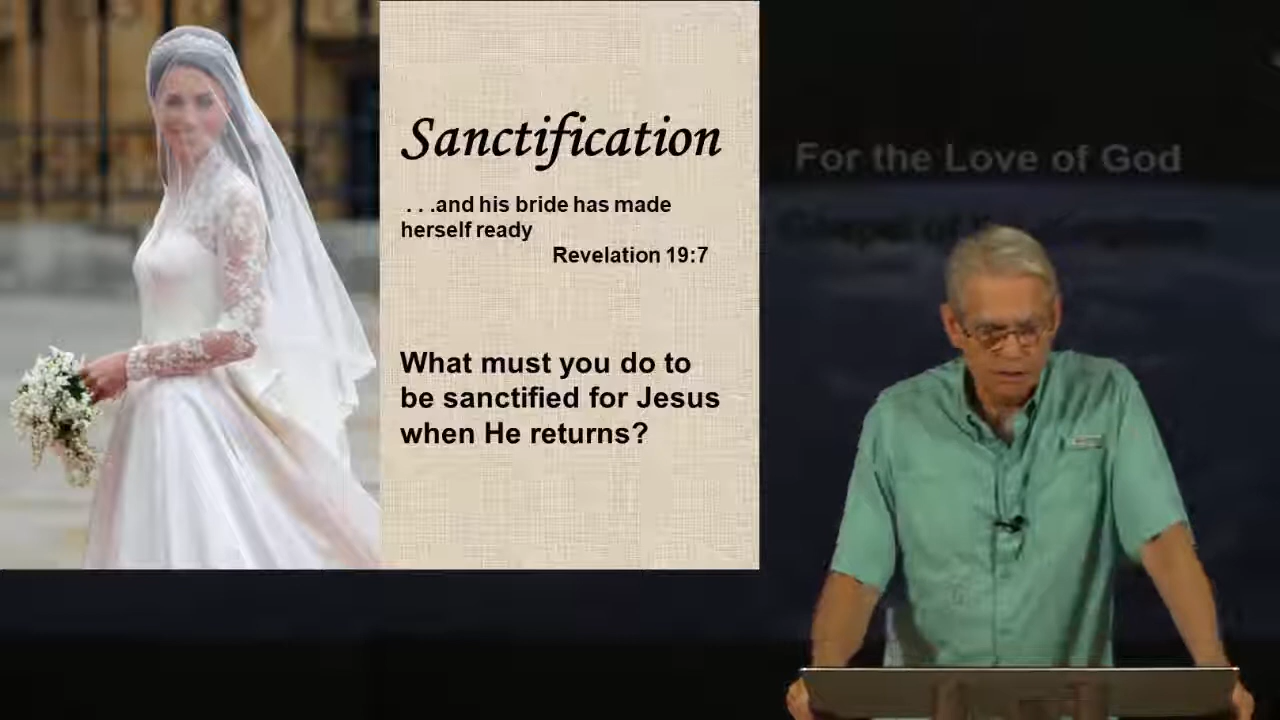 Sanctification
. . .and his bride has made
herself ready
Revelation 19:7
What must you do to
be sanctified for Jesus
when He returns?
For the Love of God